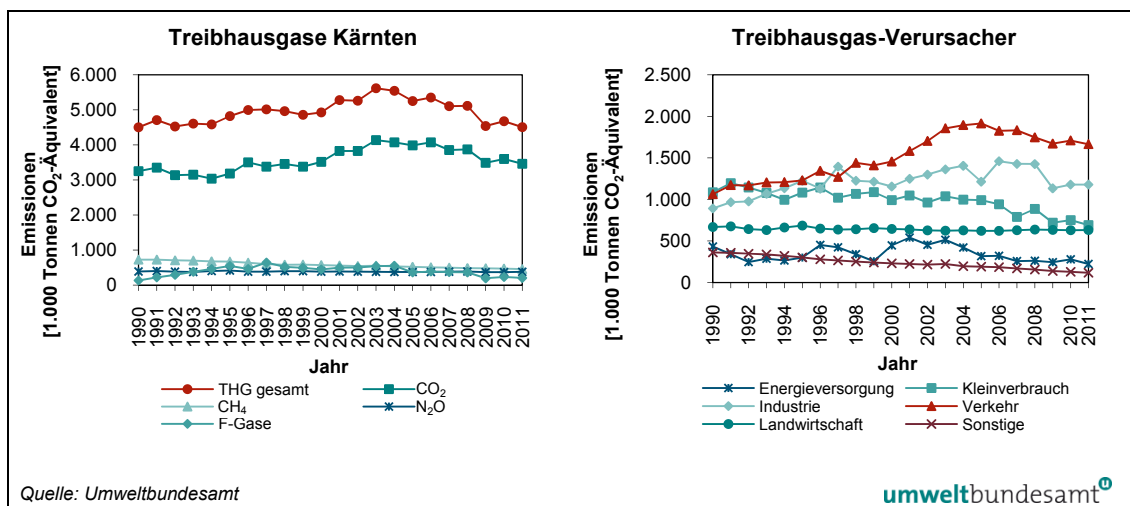 Treibhausgase Kärnten
Emissionen
[1.000 Tonnen CO₂-Äquivalent]
6.000
5.000
4.000
3.000
2.000
1.000
0
1990
1991
1992
1993
1994
1995
1996
1997
1998
1999
2000
2001
2002
2003
2004
2005
2006
2007
2008
2009
2010
2011
Jahr
THG gesamt
CO₂
CH₄
N₂O
F-Gase
Treibhausgas-Verursacher
Emissionen
[1.000 Tonnen CO₂-Äquivalent]
2.500
2.000
1.500
1.000
500
0
1990
1992
1994
1996
1998
2000
2002
2004
2006
2008
2010
2011
Jahr
Energieversorgung
Kleinverbrauch
Industrie
Verkehr
Landwirtschaft
Sonstige
Quelle: Umweltbundesamt
umweltbundesamt ᵘ